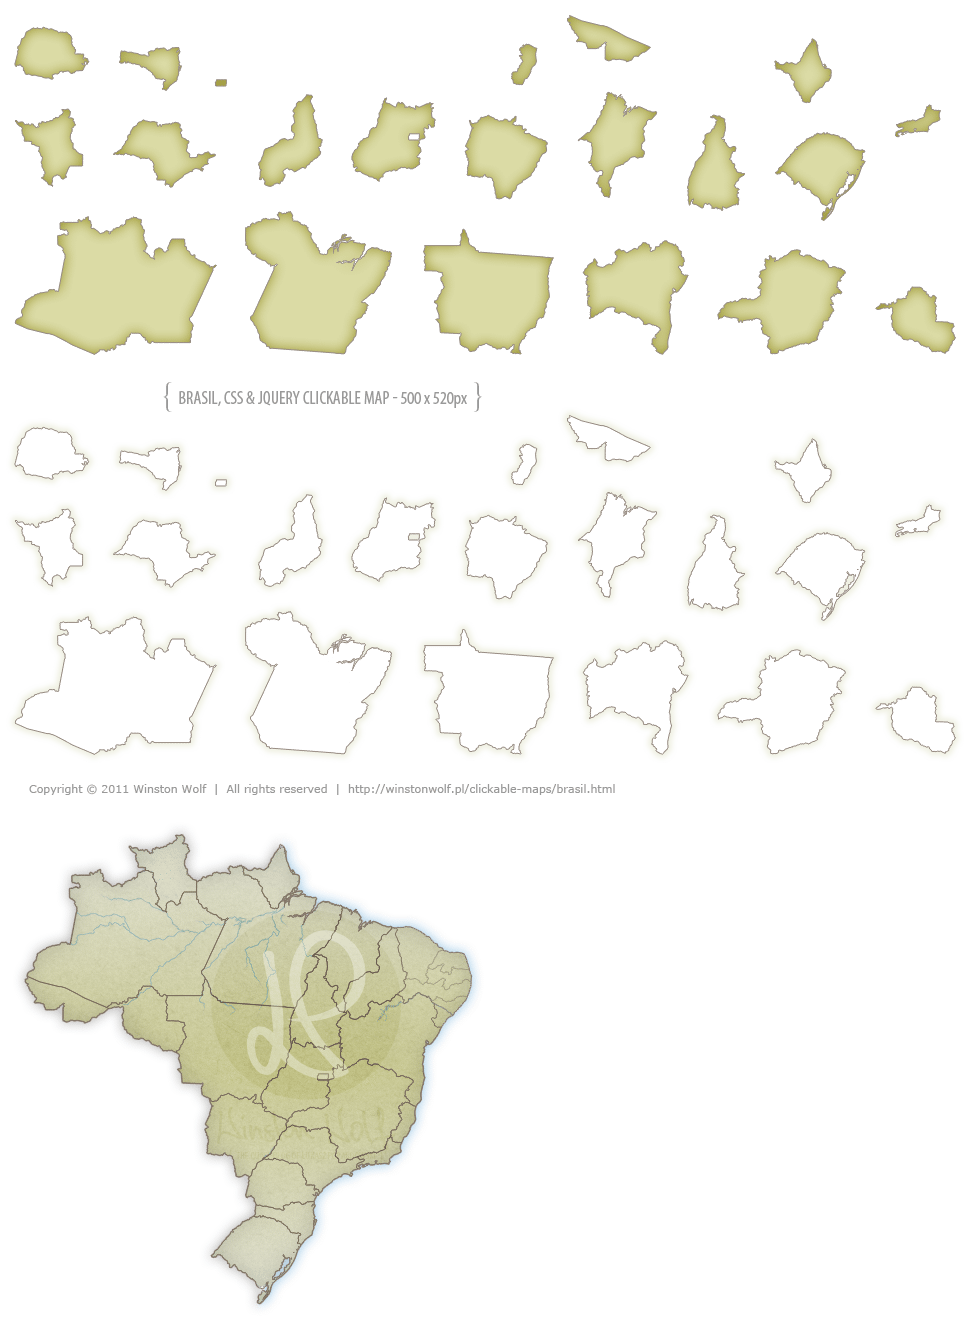 { BRASIL, CSS & JQUERY CLICKABLE MAP - 500 x 520px }
Copyright © 2011 Winston Wolf | All rights reserved | http://winstonwolf.pl/clickable-maps/brasil.html
Winston Wolf